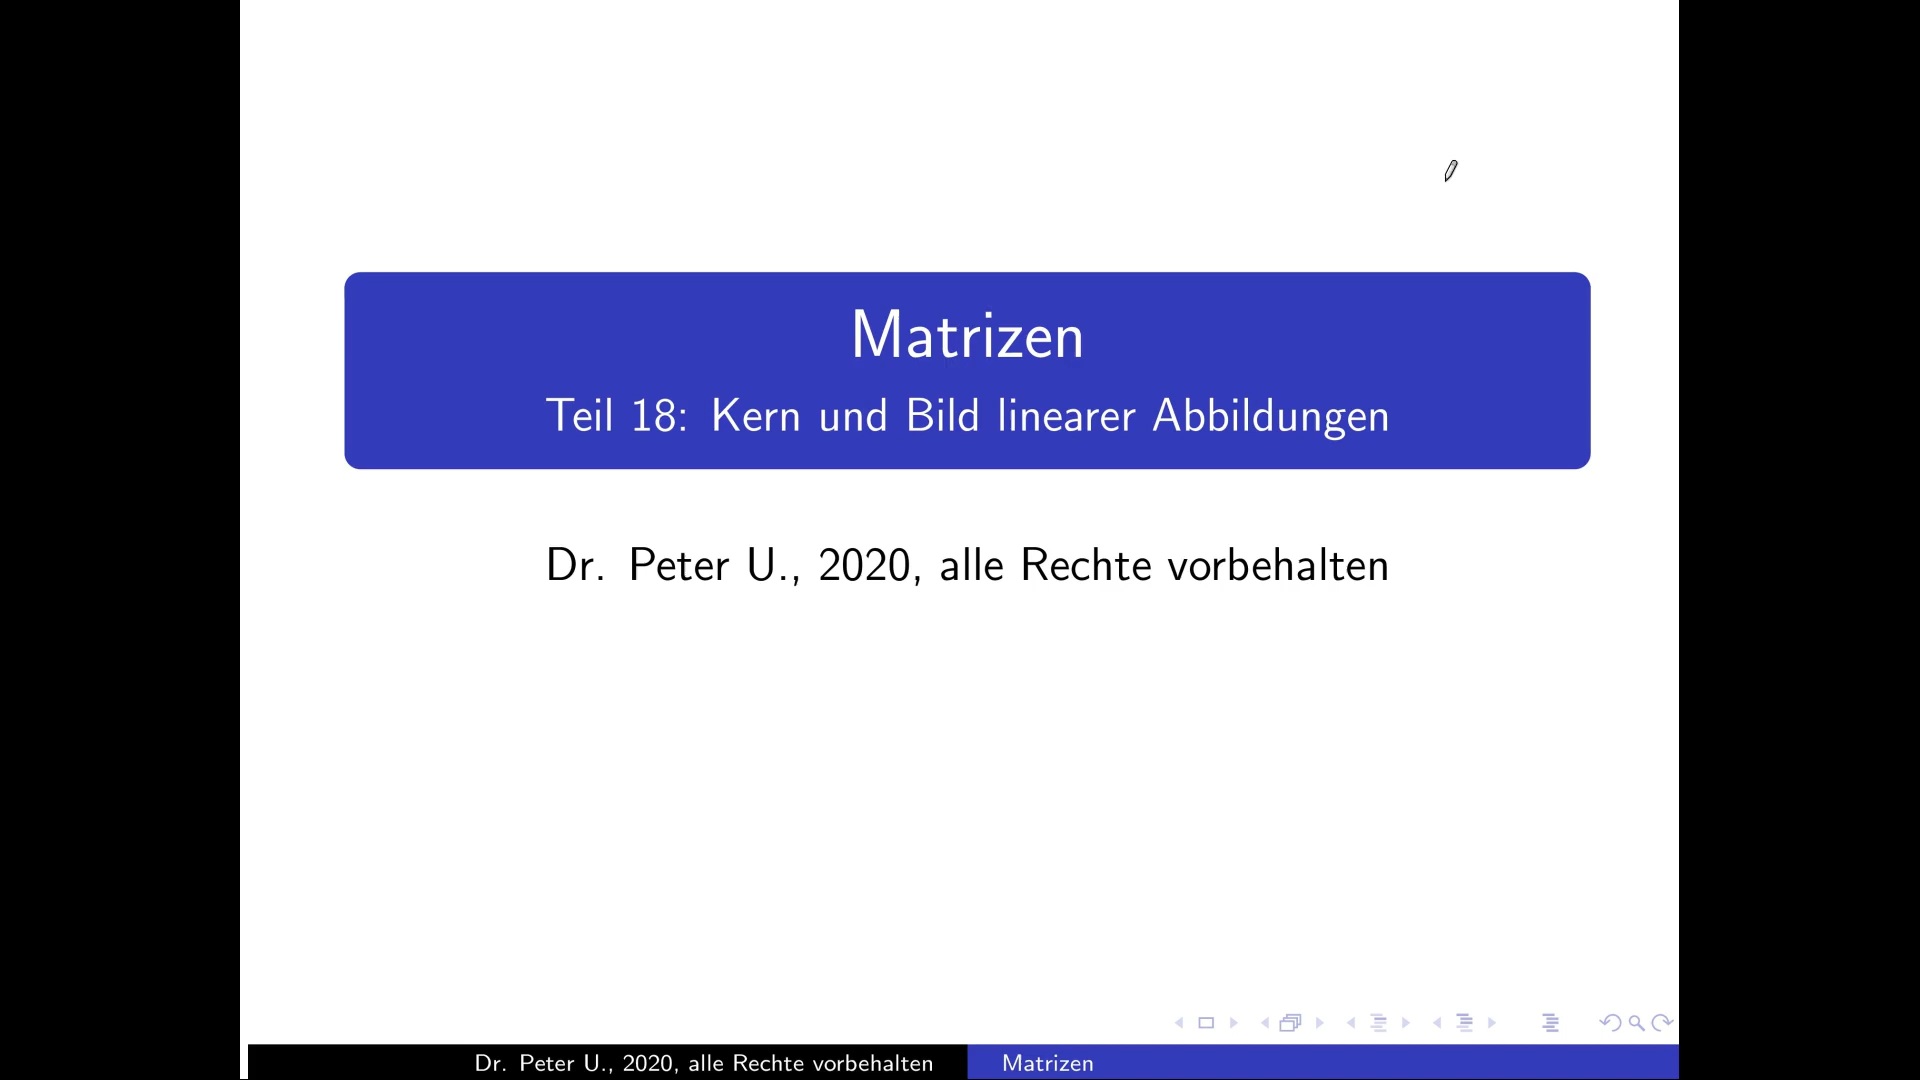 Matrizen
Teil 18: Kern und Bild linearer Abbildungen
Dr. Peter U., 2020, alle Rechte vorbehalten
Dr. Peter U., 2020, alle Rechte vorbehalten Matrizen